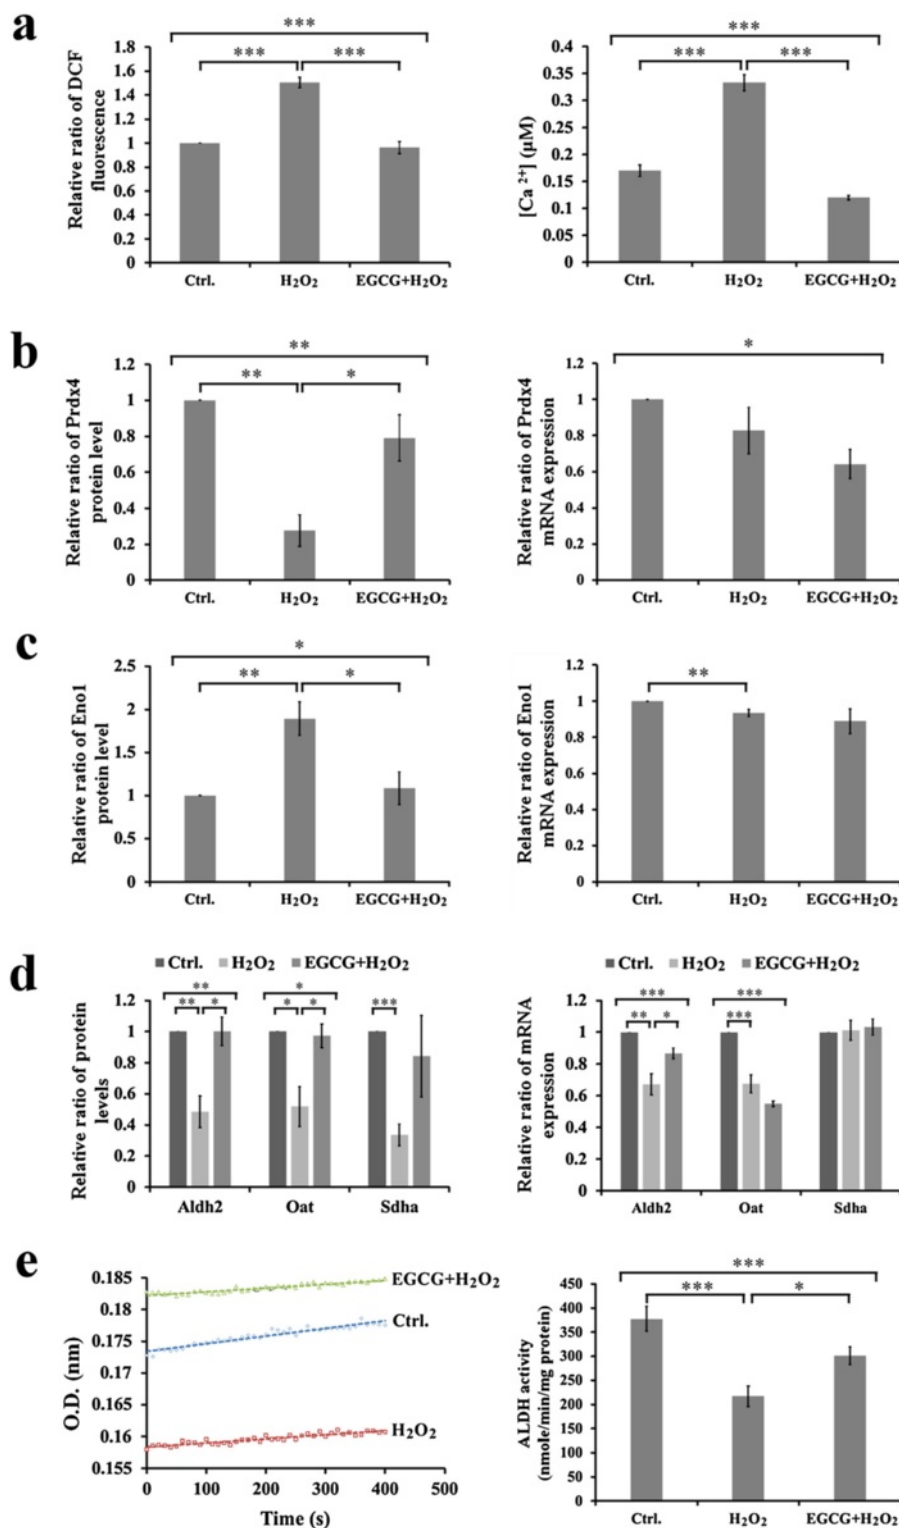 a
***
***
***
Relative ratio of DCF
fluorescence
1.8
1.6
1.4
1.2
1
0.8
0.6
0.4
0.2
0
Ctrl.
H2O2
EGCG+H2O2
***
***
***
[Ca 2+] (μM)
0.4
0.35
0.3
0.25
0.2
0.15
0.1
0.05
0
Ctrl.
H2O2
EGCG+H2O2
b
**
**
*
Relative ratio of Prdx4
protein level
1.2
1
0.8
0.6
0.4
0.2
0
Ctrl.
H2O2
EGCG+H2O2
*
Relative ratio of Prdx4
mRNA expression
1.2
1
0.8
0.6
0.4
0.2
0
Ctrl.
H2O2
EGCG+H2O2
c
*
**
*
Relative ratio of Eno1
protein level
2.5
2
1.5
1
0.5
0
Ctrl.
H2O2
EGCG+H2O2
**
Relative ratio of Eno1
mRNA expression
1.2
1
0.8
0.6
0.4
0.2
0
Ctrl.
H2O2
EGCG+H2O2
d
Ctrl. H2O2 EGCG+H2O2
** * 
** * * * ***
Relative ratio of protein
levels
1.2
1
0.8
0.6
0.4
0.2
0
Aldh2 Oat Sdha
Ctrl. H2O2 EGCG+H2O2
*** ***
** * ***
Relative ratio of mRNA
expression
1.2
1
0.8
0.6
0.4
0.2
0
Aldh2 Oat Sdha
e
O.D. (nm)
0.185
0.18
0.175
0.17
0.165
0.16
0.155
EGCG+H2O2
Ctrl.
H2O2
0 100 200 300 400 500
Time (s)
***
***
*
ALDH activity
(nmole/min/mg protein)
450
400
350
300
250
200
150
100
50
0
Ctrl.
H2O2
EGCG+H2O2